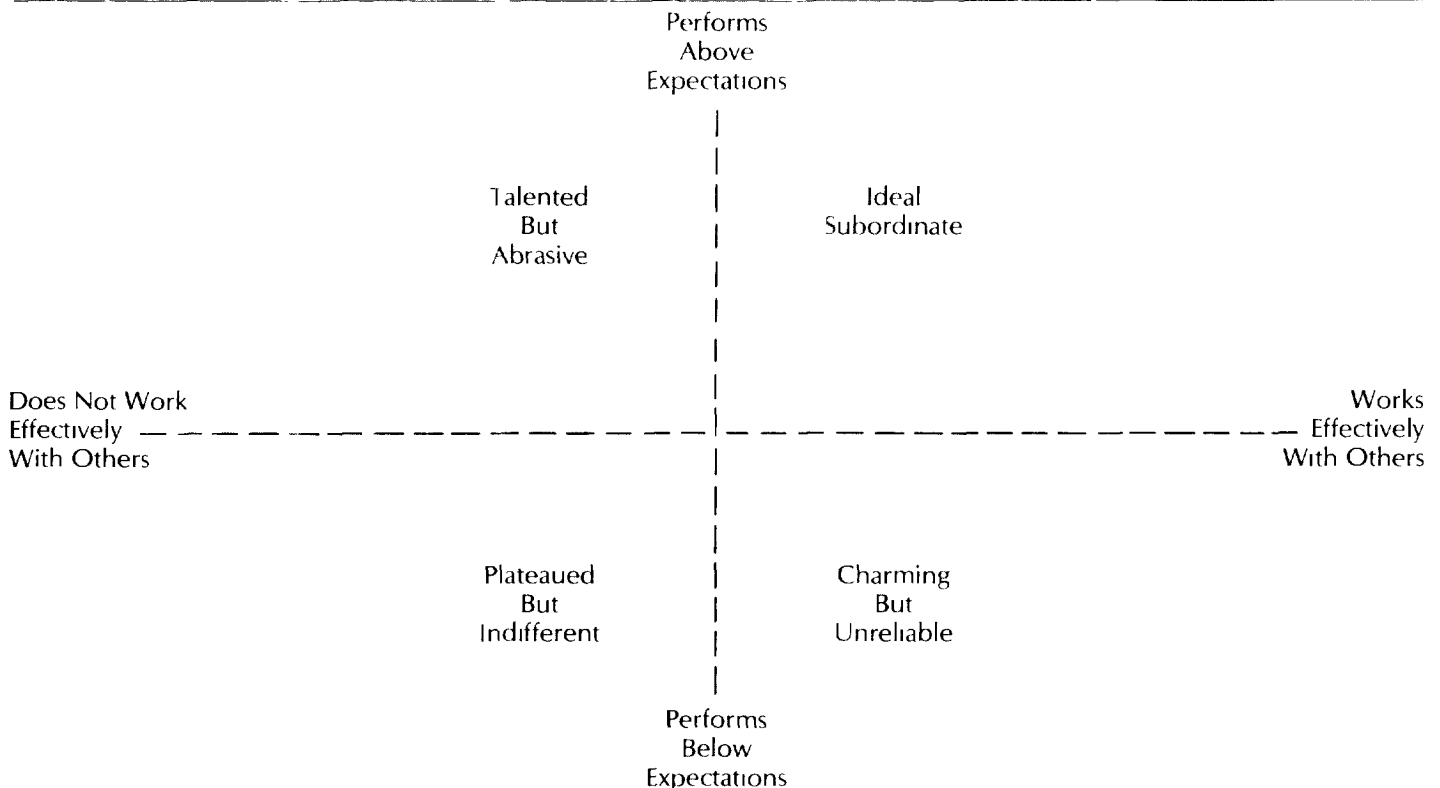 Performs
Above
Expectations
Talented
But
Abrasive
Ideal
Subordinate
Does Not Work
Effectively
With Others
Works
Effectively
With Others
Plateaued
But
Indifferent
Charming
But
Unreliable
Performs
Below
Expectations